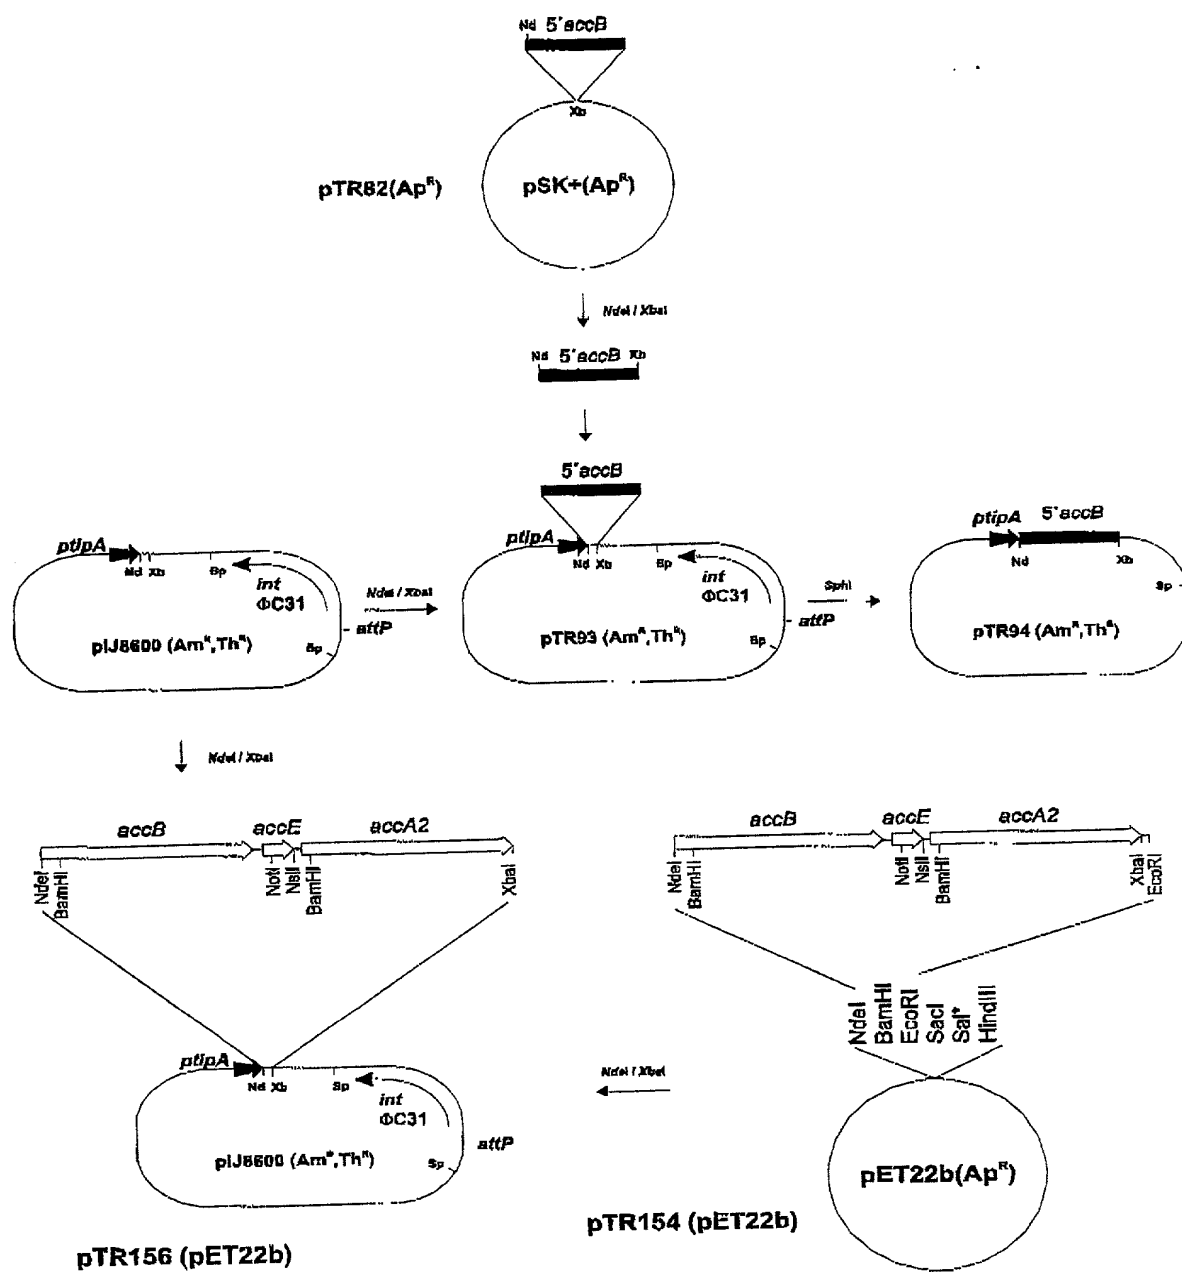 Nd 5'accB
Xb
pTR82(Ap^R) pSK+(Ap^R)
NdeI / XbaI
Nd 5'accB Xb
5'accB
ptipA
Nd Xb Sp
int
ΦC31
attP
Sp
pIJ8600 (Am^R,Th^R)
NdeI / XbaI
ptipA
Nd Xb Sp
int
ΦC31
attP
Sp
pTR93 (Am^R,Th^R)
SphI
ptipA 5'accB
Nd Xb
Sp
pTR94 (Am^R,Th^R)
NdeI / XbaI
accB accE accA2
NdeI BamHI NotI NsiI BamHI XbaI
accB accE accA2
NdeI BamHI NotI NsiI BamHI XbaI EcoRI
NdeI BamHI EcoRI SacI Sal* HindIII
ptipA
Nd Xb Sp
int
ΦC31
attP
Sp
pIJ8600 (Am^R,Th^R)
NdeI / XbaI
pET22b(Ap^R)
pTR154 (pET22b)
pTR156 (pET22b)